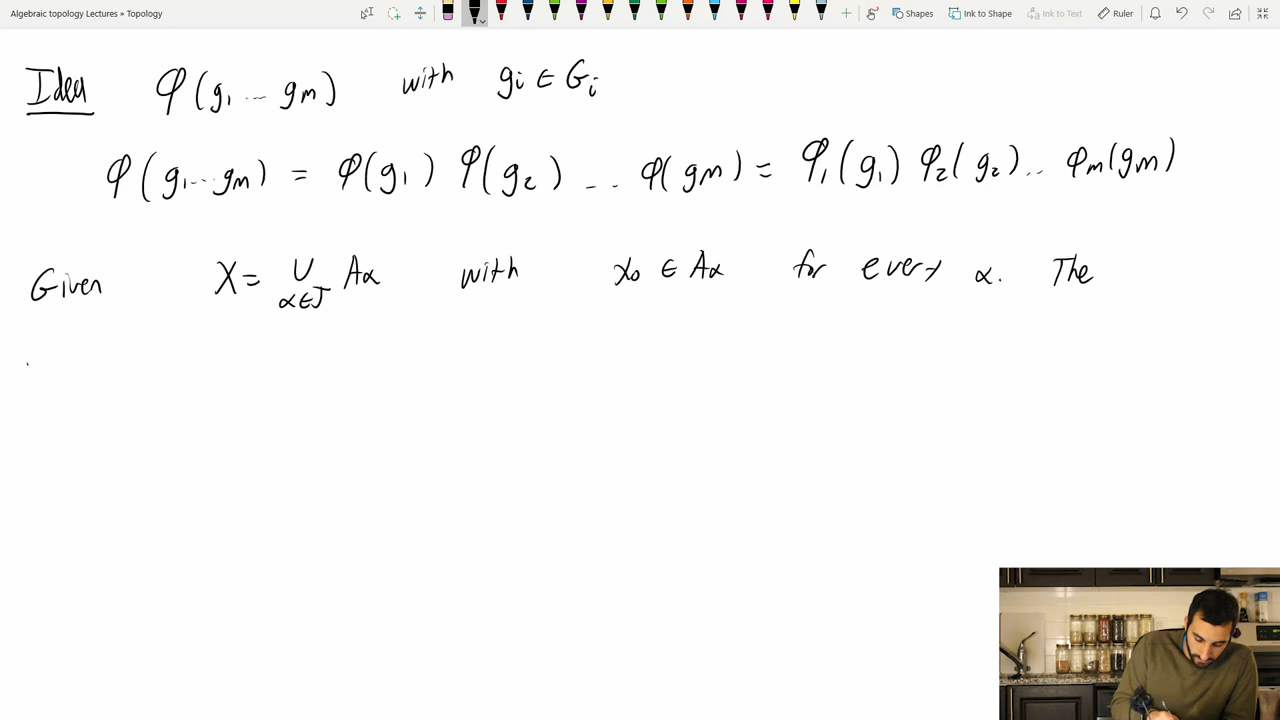 Algebraic topology Lectures » Topology
Shapes Ink to Shape Ink to Text Ruler
Idea φ(g₁ ... gₘ) with gᵢ ∈ Gᵢ
φ(g₁...gₘ) = φ(g₁) φ(g₂) ... φ(gₘ) = φ₁(g₁) φ₂(g₂)... φₘ(gₘ)
Given X = ∪ Aα with x₀ ∈ Aα for every α. The
α∈J